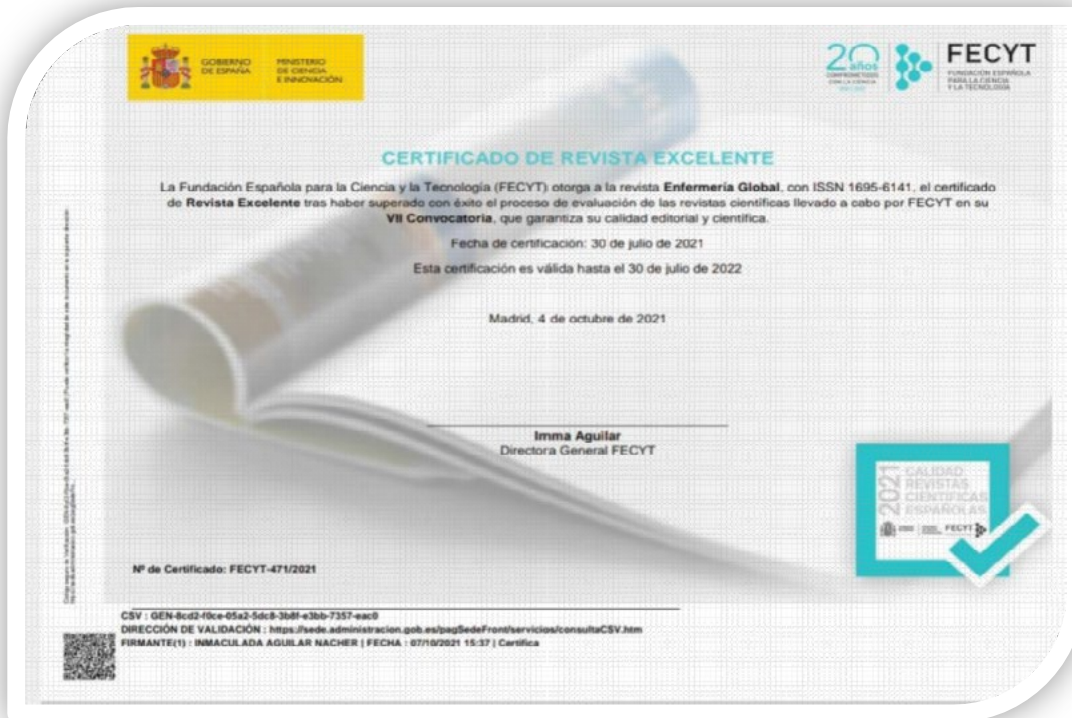 GOBIERNO
DE ESPAÑA
MINISTERIO
DE CIENCIA
E INNOVACIÓN
20 años
COMPROMETIDOS
CON LA CIENCIA
FECYT
FUNDACIÓN ESPAÑOLA
PARA LA CIENCIA
Y LA TECNOLOGÍA
CERTIFICADO DE REVISTA EXCELENTE
La Fundación Española para la Ciencia y la Tecnología (FECYT) otorga a la revista Enfermería Global, con ISSN 1695-6141, el certificado
de Revista Excelente tras haber superado con éxito el proceso de evaluación de las revistas científicas llevado a cabo por FECYT en su
VII Convocatoria, que garantiza su calidad editorial y científica.
Fecha de certificación: 30 de julio de 2021
Esta certificación es válida hasta el 30 de julio de 2022
Madrid, 4 de octubre de 2021
Imma Aguilar
Directora General FECYT
2021
CALIDAD
REVISTAS
CIENTÍFICAS
ESPAÑOLAS
FECYT
Nº de Certificado: FECYT-471/2021
CSV : GEN-8cd2-f0ce-05a2-5dc8-3b8f-e3bb-7357-eac0
DIRECCIÓN DE VALIDACIÓN : https://sede.administracion.gob.es/pagSedeFront/servicios/consultaCSV.htm
FIRMANTE(1) : INMACULADA AGUILAR NACHER | FECHA : 07/10/2021 15:37 | Certifica